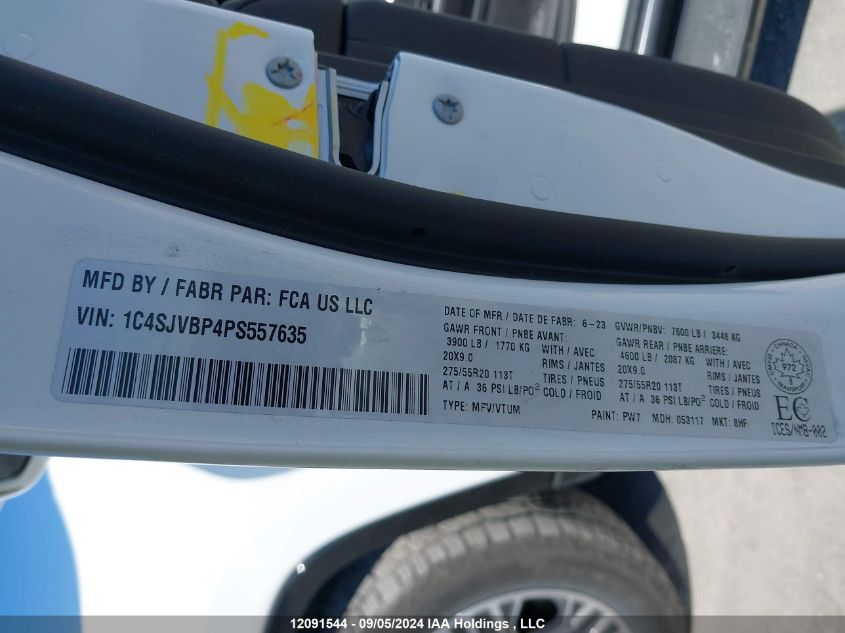 MFD BY / FABR PAR: FCA US LLC
VIN: 1C4SJVBP4PS557635
DATE OF MFR / DATE DE FABR: 6-23
GVWR/PNBV: 7600 LB / 3448 KG
GAWR FRONT / PNBE AVANT:
3900 LB / 1770 KG WITH / AVEC
20X9.0 RIMS / JANTES
275/55R20 113T TIRES / PNEUS
AT / A 36 PSI LB/PO² COLD / FROID
GAWR REAR / PNBE ARRIERE:
4600 LB / 2087 KG WITH / AVEC
20X9.0 RIMS / JANTES
275/55R20 113T TIRES / PNEUS
AT / A 36 PSI LB/PO² COLD / FROID
TYPE: MPV/VTUM
PAINT: PW7 MDH: 053117 MKT: 8HF
CANADA
972
TRANSPORT
EC
ICES/NMB-002
12091544 - 09/05/2024 IAA Holdings , LLC